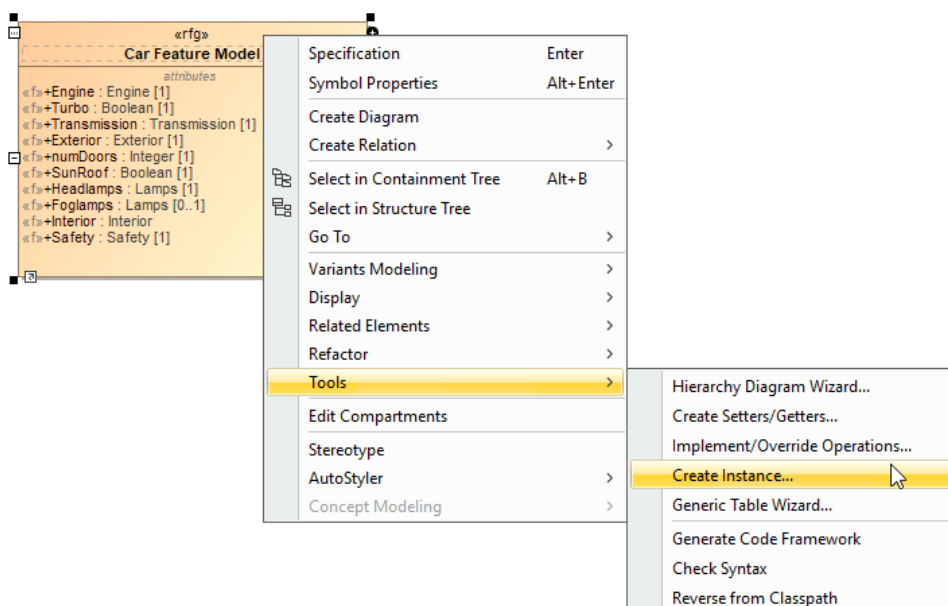 «rfg»
Car Feature Model
attributes
«f»+Engine : Engine [1]
«f»+Turbo : Boolean [1]
«f»+Transmission : Transmission [1]
«f»+Exterior : Exterior [1]
«f»+numDoors : Integer [1]
«f»+SunRoof : Boolean [1]
«f»+Headlamps : Lamps [1]
«f»+Foglamps : Lamps [0..1]
«f»+Interior : Interior
«f»+Safety : Safety [1]
Specification Enter
Symbol Properties Alt+Enter
Create Diagram
Create Relation
Select in Containment Tree Alt+B
Select in Structure Tree
Go To
Variants Modeling
Display
Related Elements
Refactor
Tools
Edit Compartments
Stereotype
AutoStyler
Concept Modeling
Hierarchy Diagram Wizard...
Create Setters/Getters...
Implement/Override Operations...
Create Instance...
Generic Table Wizard...
Generate Code Framework
Check Syntax
Reverse from Classpath